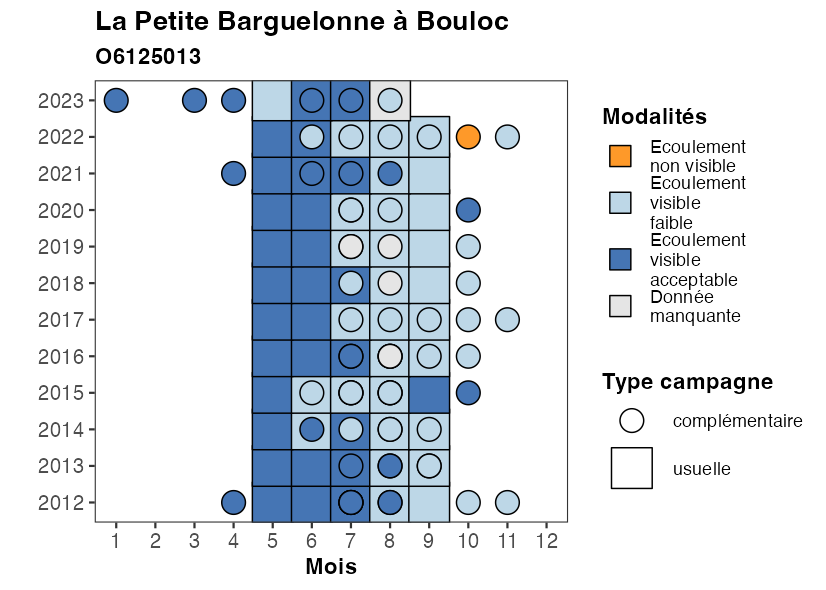 La Petite Barguelonne à Bouloc
O6125013
2023
2022
2021
2020
2019
2018
2017
2016
2015
2014
2013
2012
1 2 3 4 5 6 7 8 9 10 11 12
Mois
Modalités
Ecoulement
non visible
Ecoulement
visible
faible
Ecoulement
visible
acceptable
Donnée
manquante
Type campagne
complémentaire
usuelle